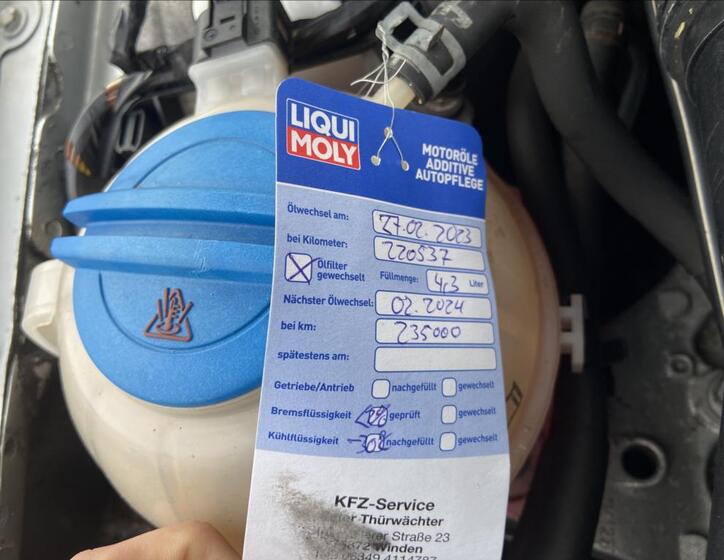 LIQUI
MOLY
MOTORÖLE
ADDITIVE
AUTOPFLEGE
Ölwechsel am: 27.02.2023
bei Kilometer: 220537
Ölfilter
gewechselt
Füllmenge: 4,3 Liter
Nächster Ölwechsel: 02.2024
bei km: 235000
spätestens am:
Getriebe/Antrieb nachgefüllt gewechselt
Bremsflüssigkeit geprüft gewechselt
Kühlflüssigkeit -30 nachgefüllt gewechselt
KFZ-Service
Thürwächter
Straße 23
Winden